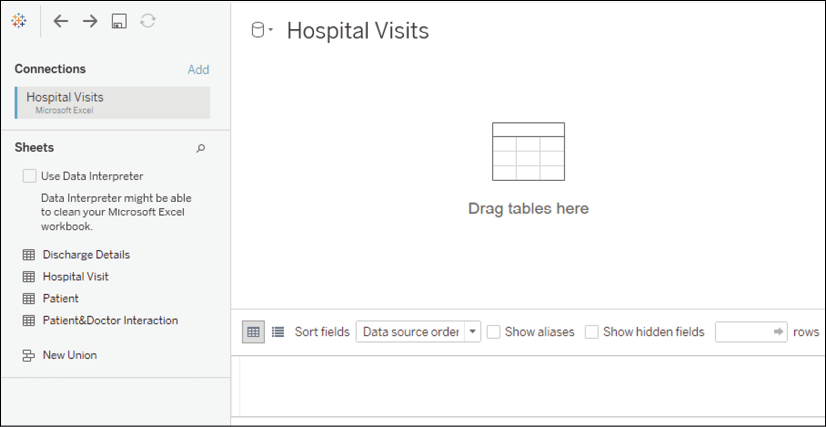 Hospital Visits
Connections
Add
Hospital Visits
Microsoft Excel
Sheets
Use Data Interpreter
Data Interpreter might be able
to clean your Microsoft Excel
workbook.
Discharge Details
Hospital Visit
Patient
Patient&Doctor Interaction
New Union
Drag tables here
Sort fields
Data source order
Show aliases
Show hidden fields
rows